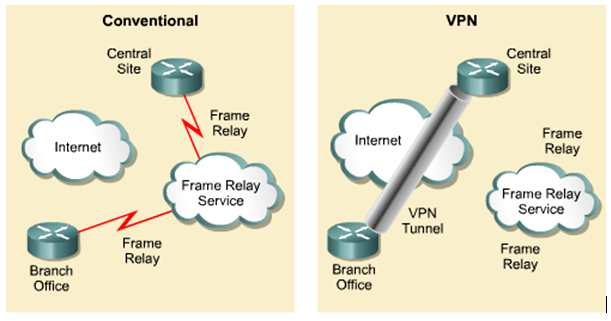 Conventional
Central
Site
Frame
Relay
Internet
Frame Relay
Service
Frame
Relay
Branch
Office
VPN
Central
Site
Frame
Relay
Internet
Frame Relay
Service
VPN
Tunnel
Frame
Relay
Branch
Office